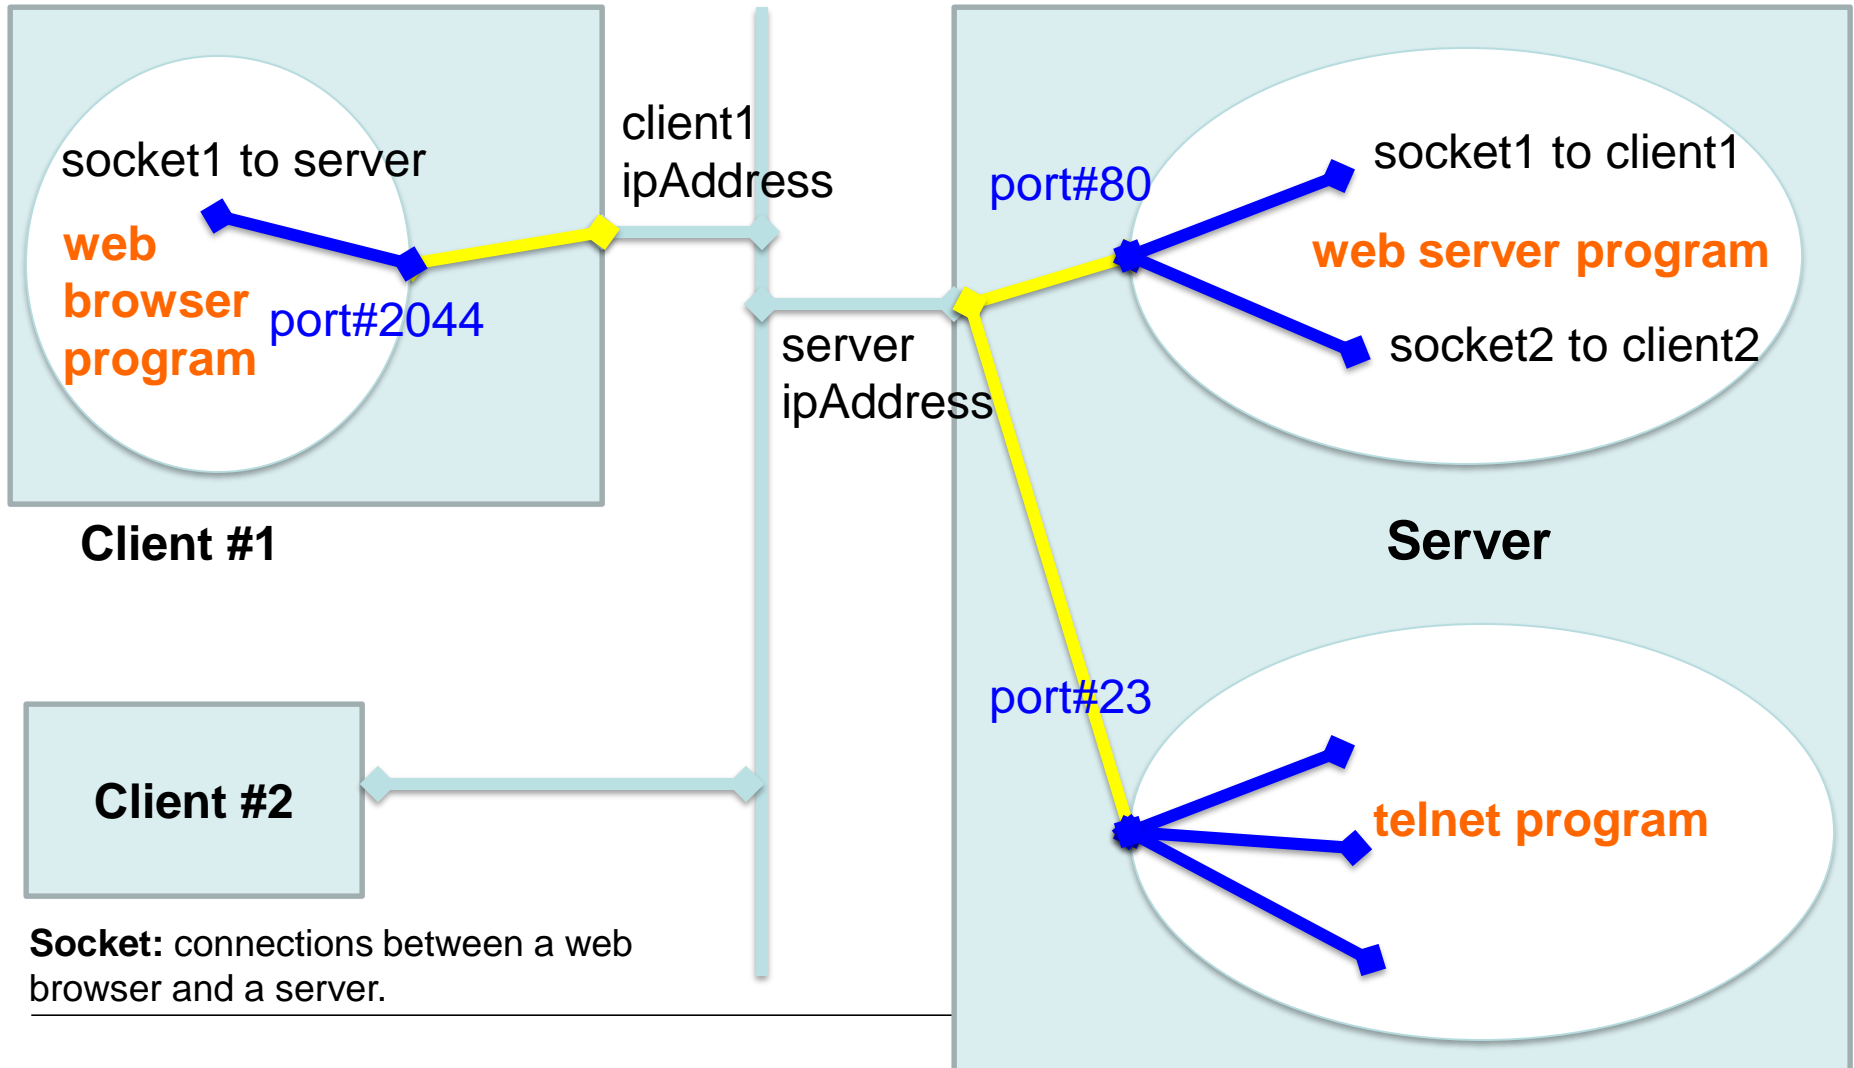 socket1 to server
web
browser
program
port#2044
Client #1
client1
ipAddress
server
ipAddress
port#80
socket1 to client1
web server program
socket2 to client2
Server
port#23
telnet program
Client #2
Socket: connections between a web
browser and a server.